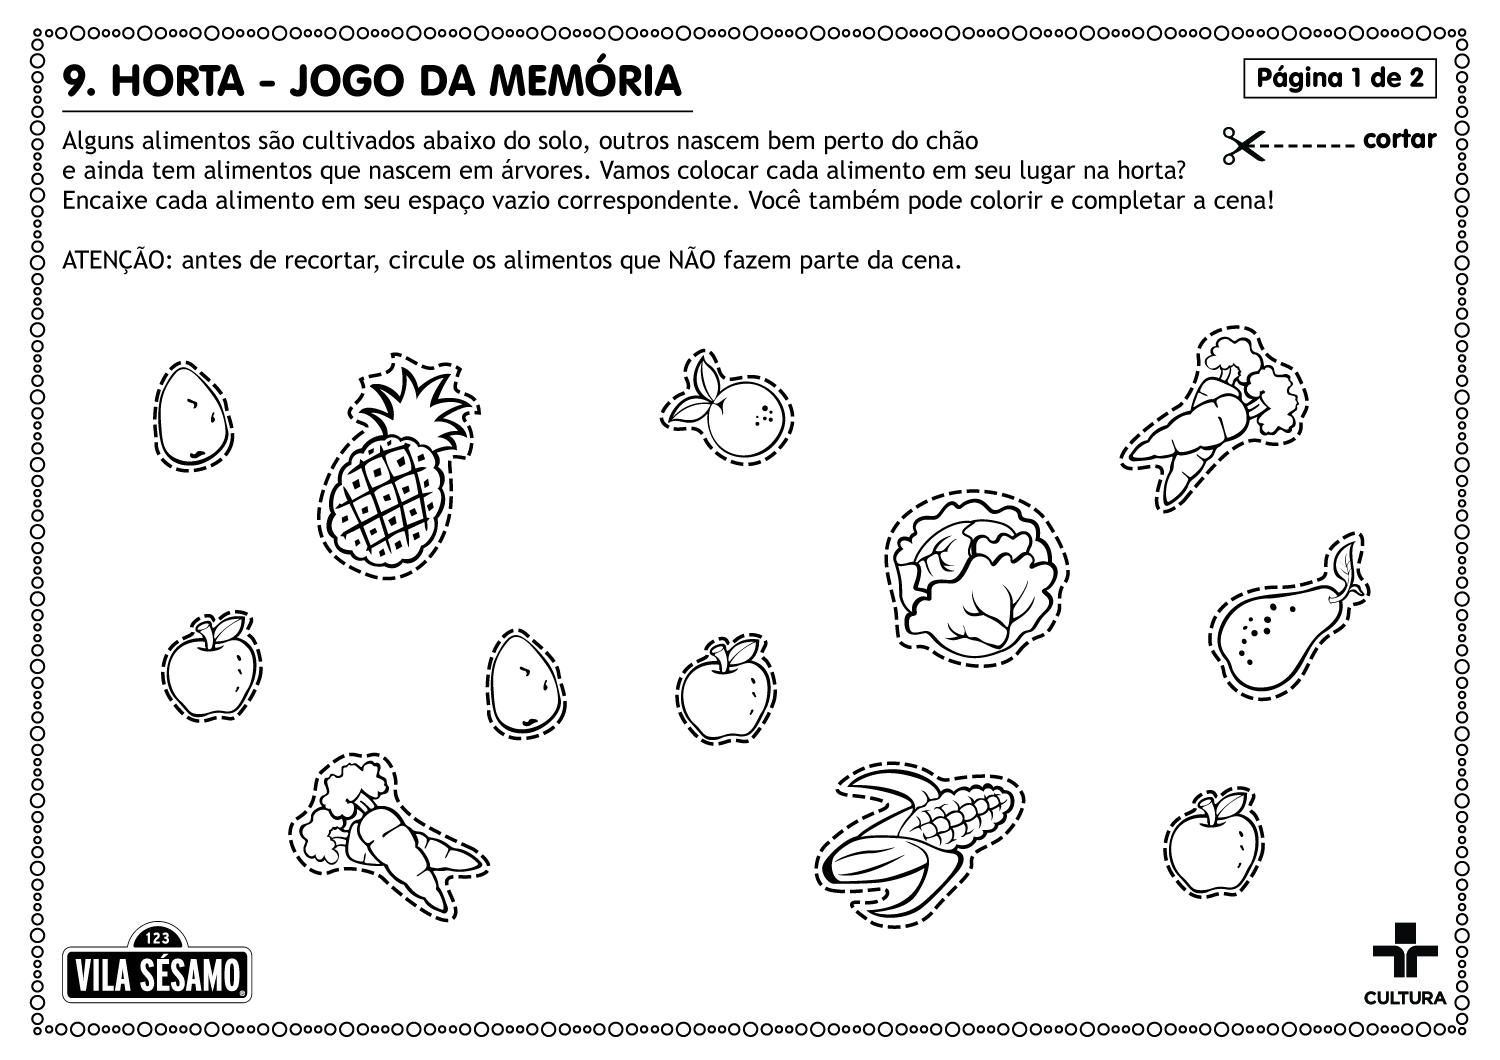 9. HORTA - JOGO DA MEMÓRIA
Página 1 de 2
Alguns alimentos são cultivados abaixo do solo, outros nascem bem perto do chão
cortar
e ainda tem alimentos que nascem em árvores. Vamos colocar cada alimento em seu lugar na horta?
Encaixe cada alimento em seu espaço vazio correspondente. Você também pode colorir e completar a cena!
ATENÇÃO: antes de recortar, circule os alimentos que NÃO fazem parte da cena.
123
VILA SÉSAMO®
CULTURA